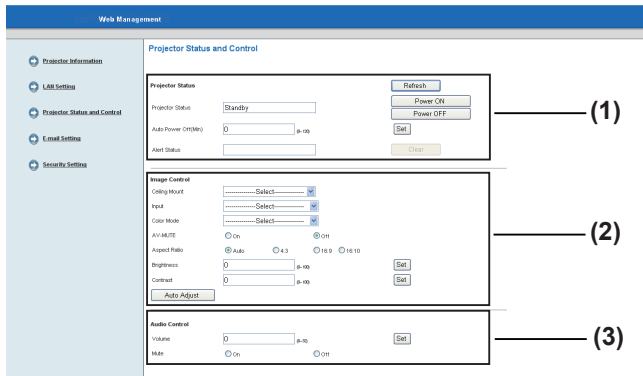 Web Management
Projector Status and Control
Projector Information
LAN Setting
Projector Status and Control
E-mail Setting
Security Setting
Projector Status
Refresh
Power ON
Projector Status Standby
Power OFF
Auto Power Off(Min) 0 (0~120) Set
Alert Status Clear
(1)
Image Control
Ceiling Mount --------------Select--------------
Input --------------Select--------------
Color Mode --------------Select--------------
AV-MUTE On Off
Aspect Ratio Auto 4:3 16:9 16:10
Brightness 0 (0~100) Set
Contrast 0 (0~100) Set
Auto Adjust
(2)
Audio Control
Volume 0 Set
Mute On Off
(3)